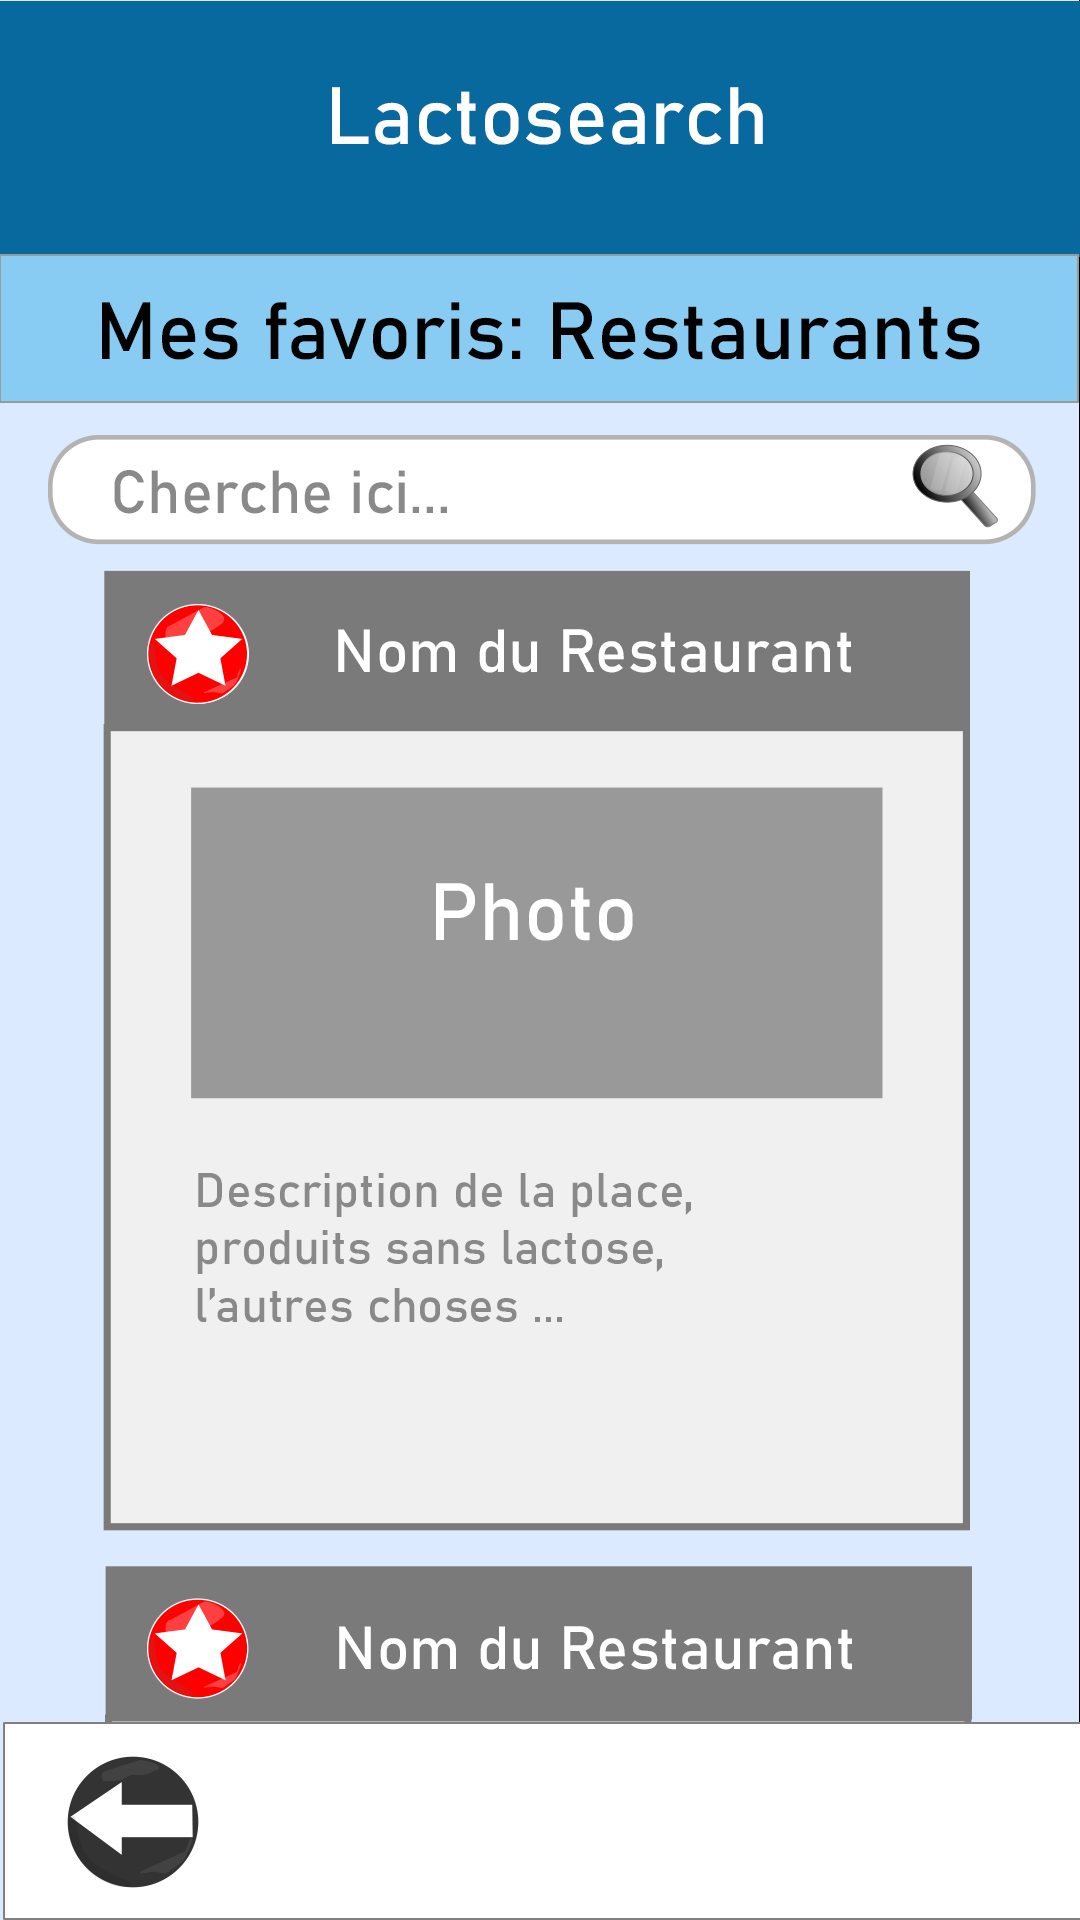 Lactosearch
Mes favoris: Restaurants
Cherche ici...
Nom du Restaurant
Photo
Description de la place,
produits sans lactose,
l'autres choses ...
Nom du Restaurant